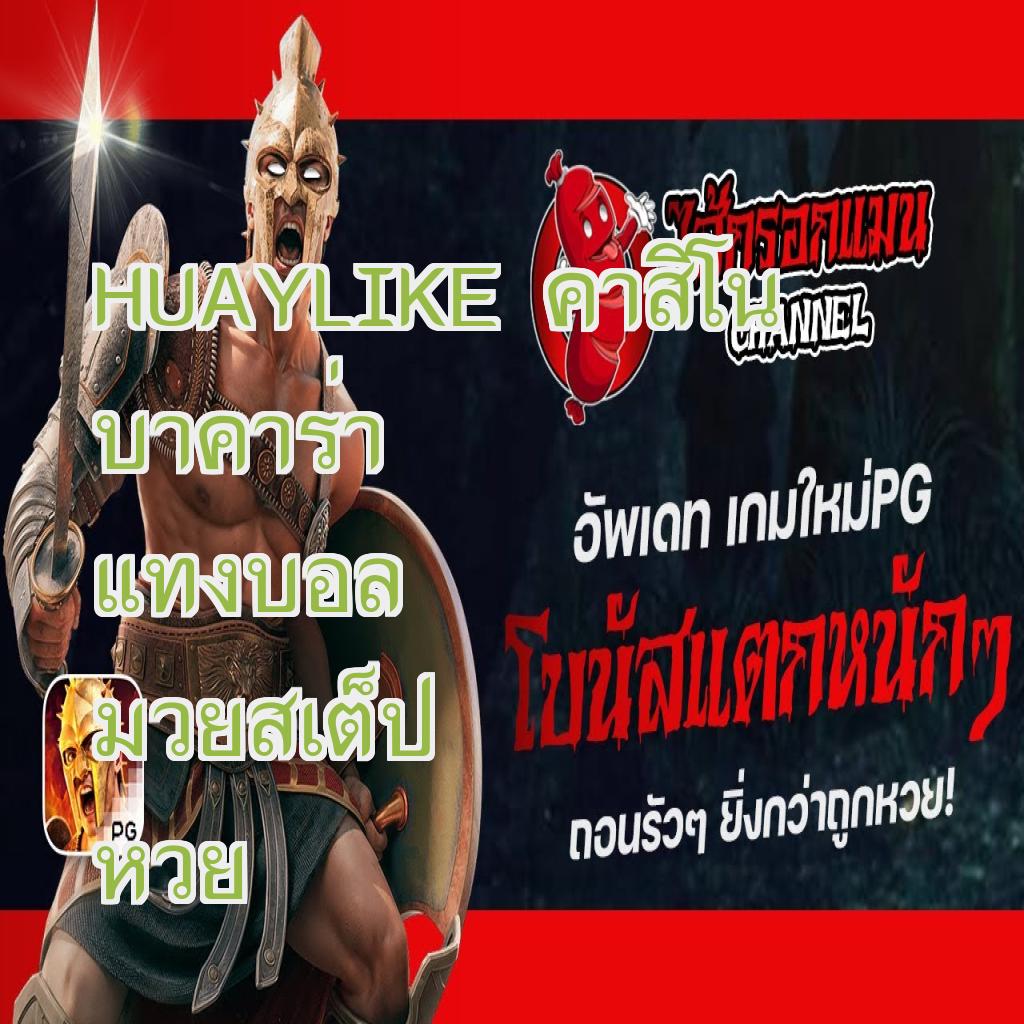 HUAYLIKE คาสิโน
บาคาร่า
แทงบอล
มวยสเต็ป
หวย
ไส้กรอกแมน
CHANNEL
อัพเดท เกมใหม่PG
โบนัสแตกหนักๆ
ถอนรัวๆ ยิ่งกว่าถูกหวย!
PG